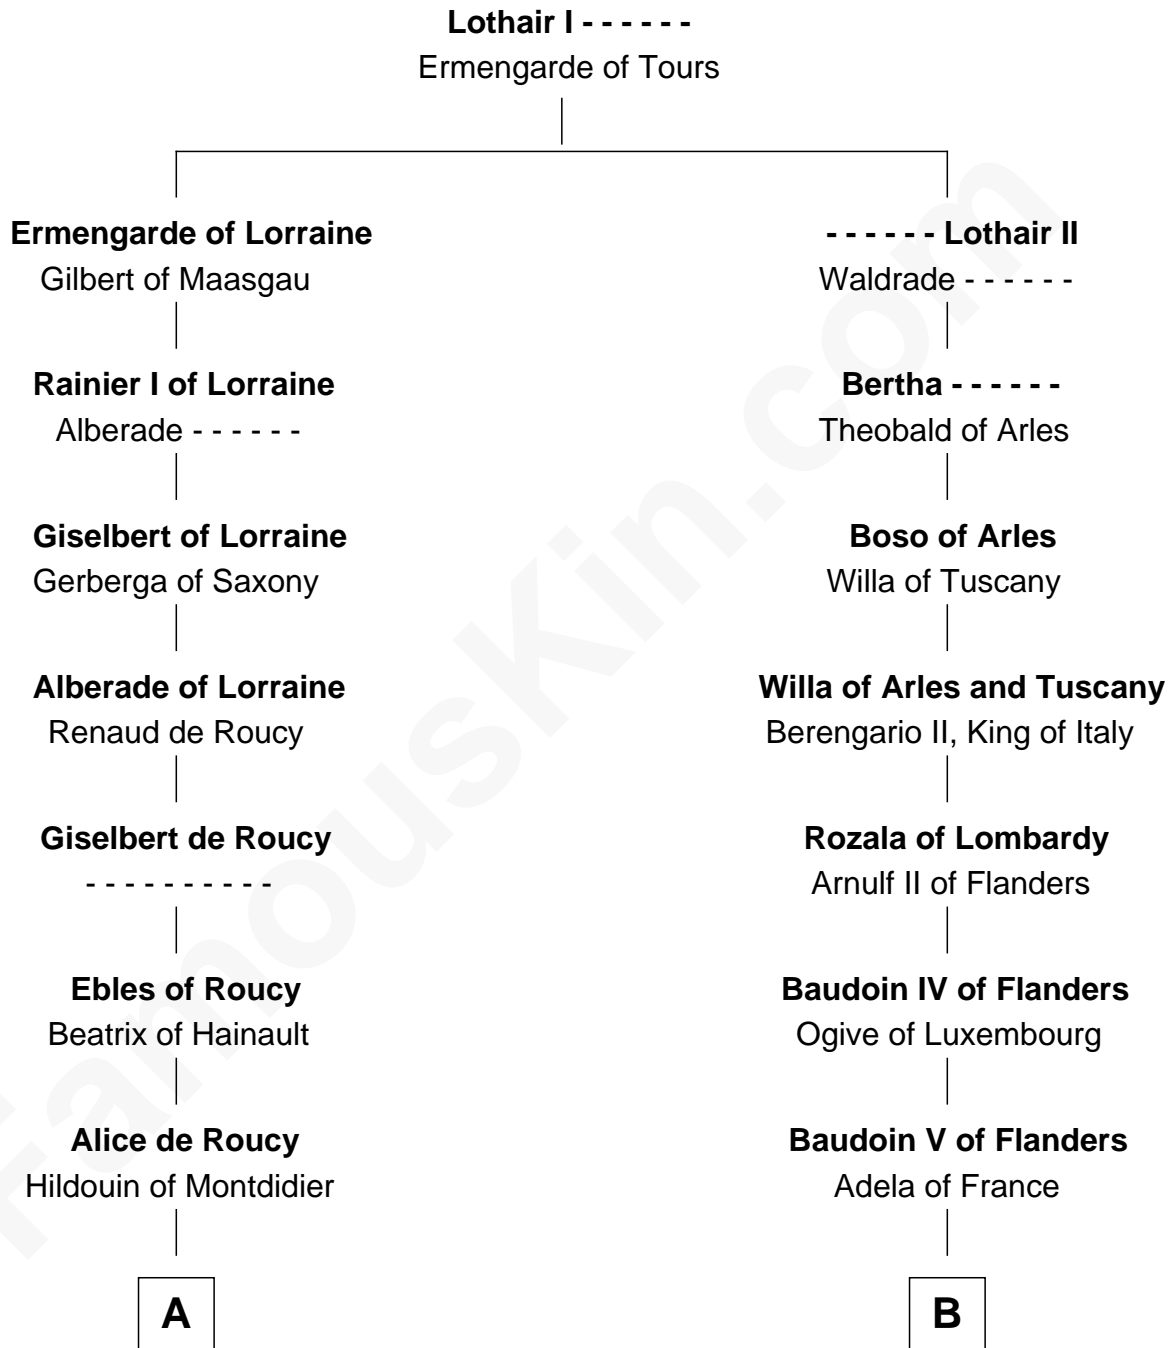 Lothair I - - - - - -
Ermengarde of Tours
Ermengarde of Lorraine
Gilbert of Maasgau
Rainier I of Lorraine
Alberade - - - - - -
Giselbert of Lorraine
Gerberga of Saxony
Alberade of Lorraine
Renaud de Roucy
Giselbert de Roucy
- - - - - - - - - -
Ebles of Roucy
Beatrix of Hainault
Alice de Roucy
Hildouin of Montdidier
A
- - - - - - Lothair II
Waldrade - - - - - -
Bertha - - - - - -
Theobald of Arles
Boso of Arles
Willa of Tuscany
Willa of Arles and Tuscany
Berengario II, King of Italy
Rozala of Lombardy
Arnulf II of Flanders
Baudoin IV of Flanders
Ogive of Luxembourg
Baudoin V of Flanders
Adela of France
B
FamousKin.com